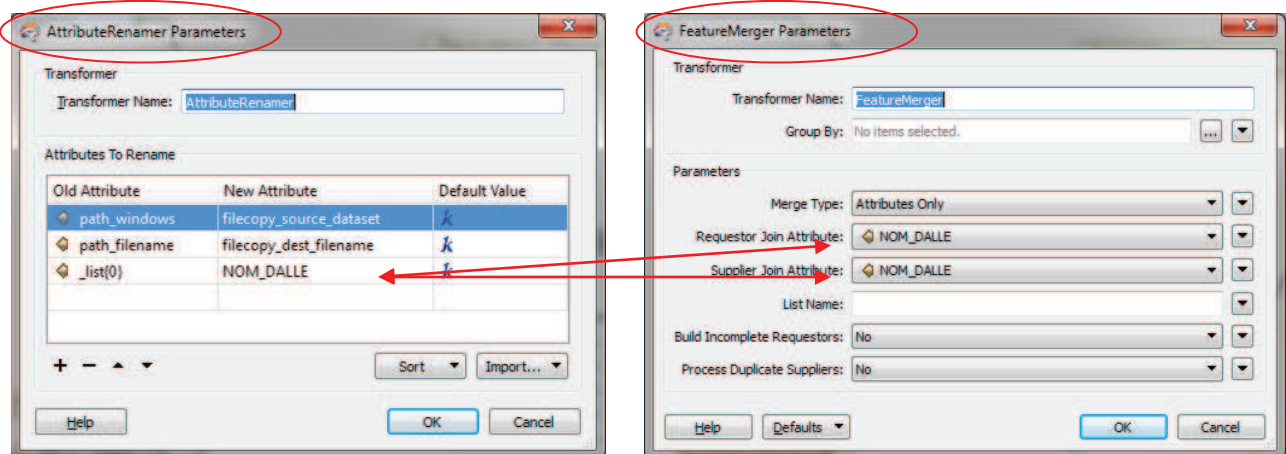 AttributeRenamer Parameters
Transformer
Transformer Name: AttributeRenamer
Attributes To Rename
Old Attribute New Attribute Default Value
path_windows filecopy_source_dataset k
path_filename filecopy_dest_filename k
_list{0} NOM_DALLE k
Sort Import...
Help OK Cancel
FeatureMerger Parameters
Transformer
Transformer Name: FeatureMerger
Group By: No items selected. ...
Parameters
Merge Type: Attributes Only
Requestor Join Attribute: NOM_DALLE
Supplier Join Attribute: NOM_DALLE
List Name:
Build Incomplete Requestors: No
Process Duplicate Suppliers: No
Help Defaults OK Cancel